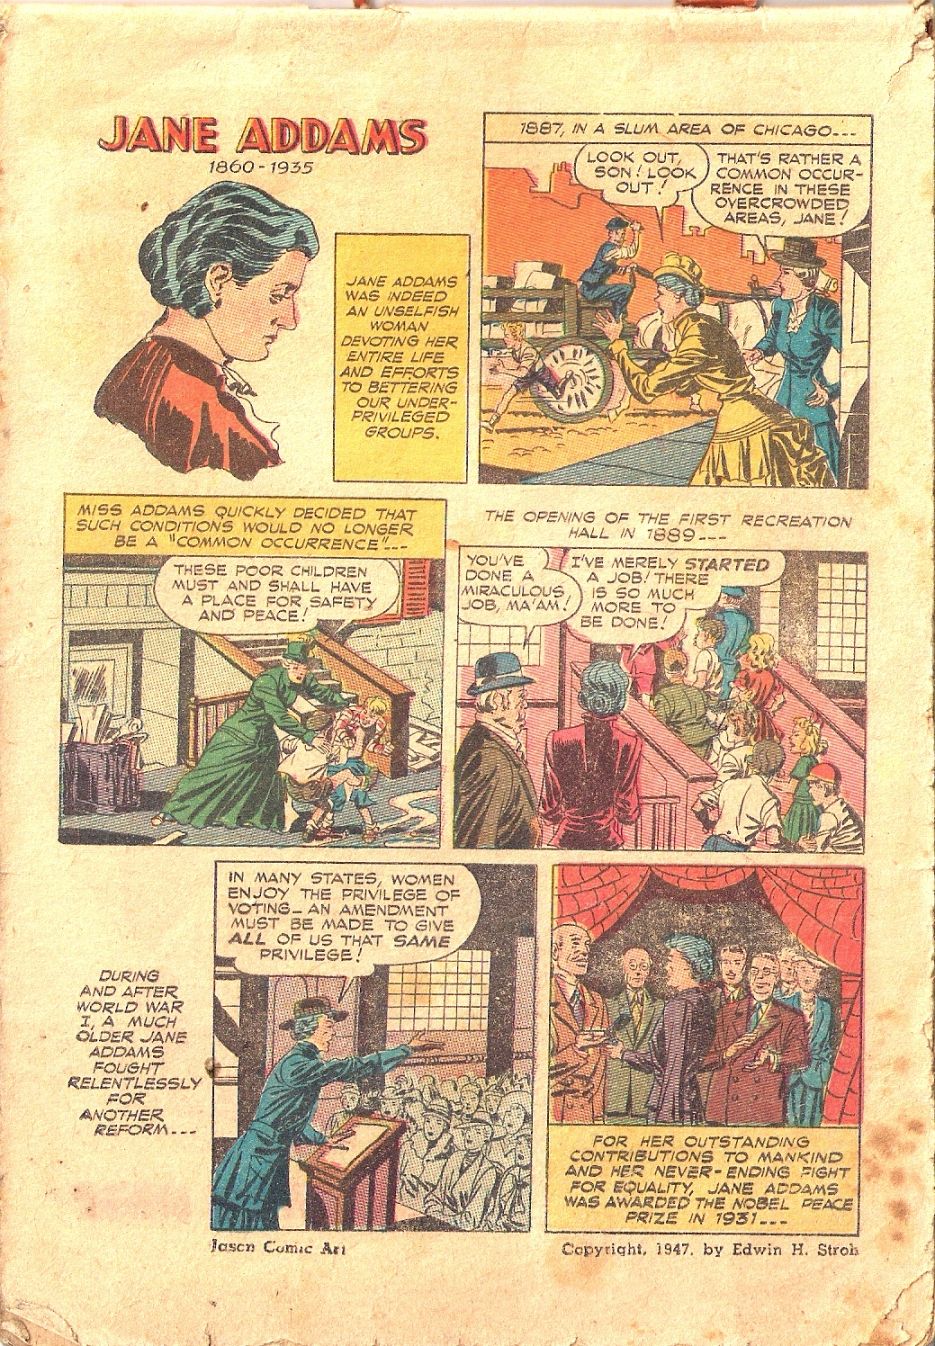 JANE ADDAMS
1860-1935
JANE ADDAMS
WAS INDEED
AN UNSELFISH
WOMAN
DEVOTING HER
ENTIRE LIFE
AND EFFORTS
TO BETTERING
OUR UNDER-
PRIVILEGED
GROUPS.
1887, IN A SLUM AREA OF CHICAGO---
LOOK OUT,
SON! LOOK
OUT!
THAT'S RATHER A
COMMON OCCUR-
RENCE IN THESE
OVERCROWDED
AREAS, JANE!
MISS ADDAMS QUICKLY DECIDED THAT
SUCH CONDITIONS WOULD NO LONGER
BE A "COMMON OCCURRENCE"---
THESE POOR CHILDREN
MUST AND SHALL HAVE
A PLACE FOR SAFETY
AND PEACE!
THE OPENING OF THE FIRST RECREATION
HALL IN 1889---
YOU'VE
DONE A
MIRACULOUS
JOB, MA'AM!
I'VE MERELY STARTED
A JOB! THERE
IS SO MUCH
MORE TO
BE DONE!
DURING
AND AFTER
WORLD WAR
I, A MUCH
OLDER JANE
ADDAMS
FOUGHT
RELENTLESSLY
FOR
ANOTHER
REFORM---
IN MANY STATES, WOMEN
ENJOY THE PRIVILEGE OF
VOTING-AN AMENDMENT
MUST BE MADE TO GIVE
ALL OF US THAT SAME
PRIVILEGE!
FOR HER OUTSTANDING
CONTRIBUTIONS TO MANKIND
AND HER NEVER-ENDING FIGHT
FOR EQUALITY, JANE ADDAMS
WAS AWARDED THE NOBEL PEACE
PRIZE IN 1931---
Jason Comic Art
Copyright, 1947, by Edwin H. Stroh